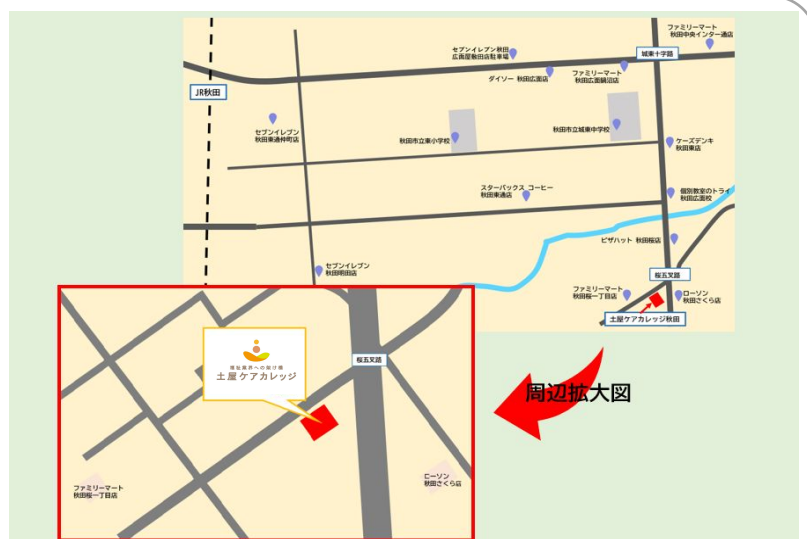 ファミリーマート
秋田中央インター通店
セブンイレブン秋田
広面屋敷田店駐車場
城東十字路
ダイソー 秋田広面店
ファミリーマート
秋田広面鍋沼店
JR秋田
セブンイレブン
秋田東通仲町店
秋田市立東小学校
秋田市立城東中学校
ケーズデンキ
秋田東店
スターバックス コーヒー
秋田東通店
個別教室のトライ
秋田広面校
ピザハット 秋田桜店
セブンイレブン
秋田明田店
桜五叉路
ファミリーマート
秋田桜一丁目店
ローソン
秋田さくら店
土屋ケアカレッジ秋田
周辺拡大図
福祉業界への架け橋
土屋ケアカレッジ
桜五叉路
ファミリーマート
秋田桜一丁目店
ローソン
秋田さくら店